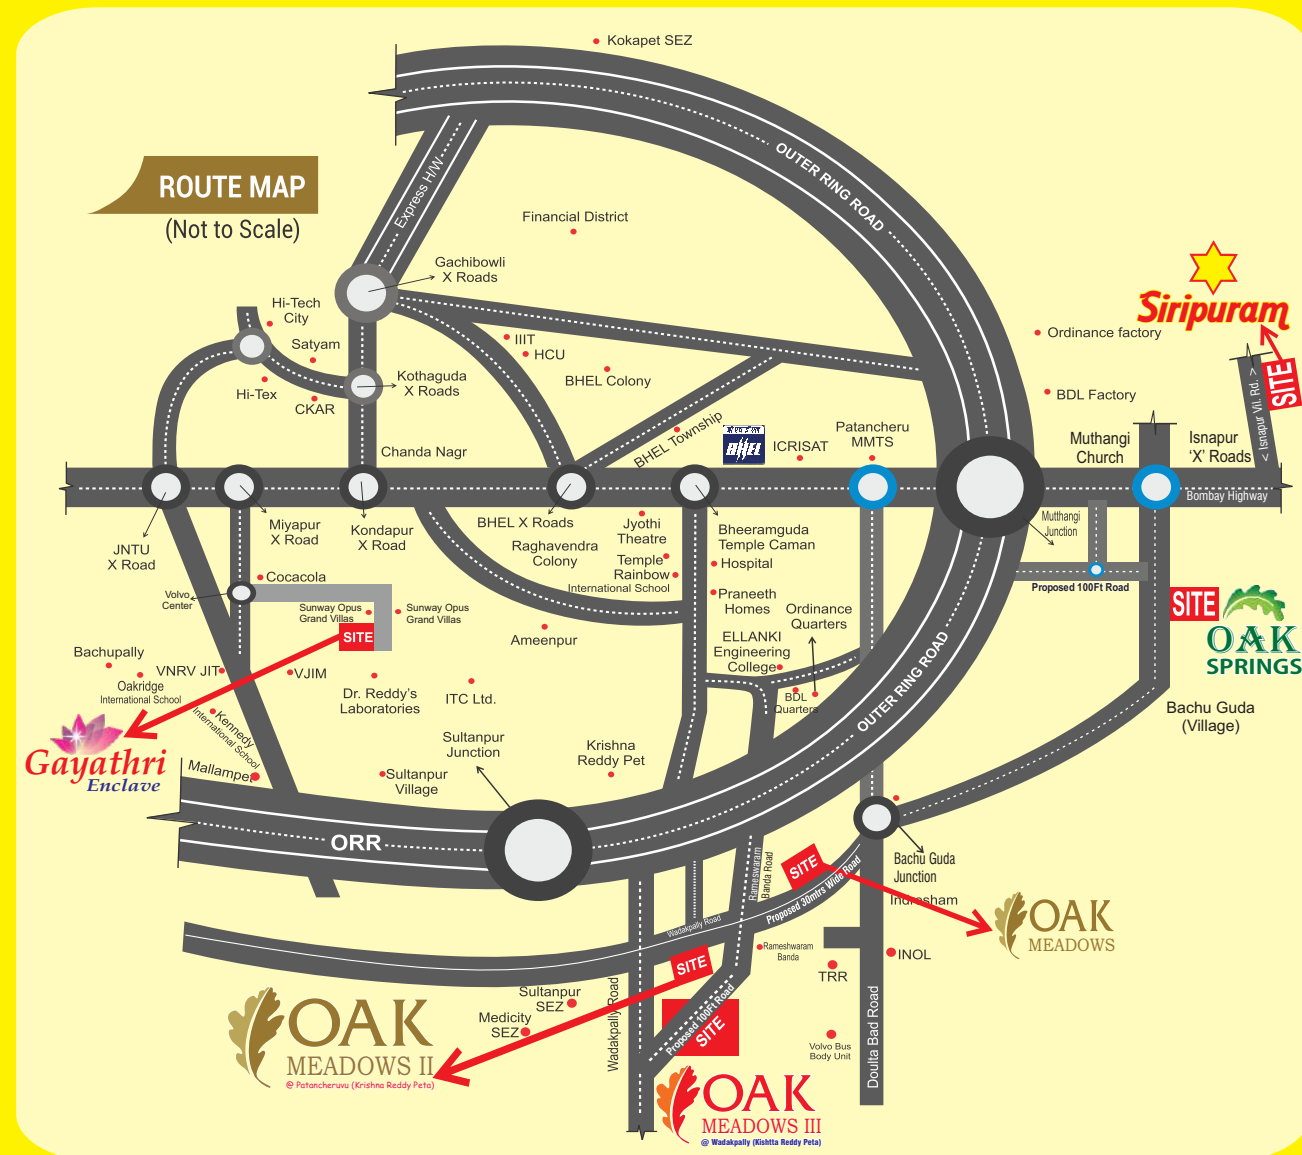 Kokapet SEZ
OUTER RING ROAD
ROUTE MAP
(Not to Scale)
Express H/W
Financial District
Gachibowli
X Roads
Hi-Tech
City
Satyam
Hi-Tex
CKAR
Kothaguda
X Roads
IIIT
HCU
BHEL Colony
BHEL Township
BHEL
ICRISAT
Patancheru
MMTS
Ordinance factory
BDL Factory
Siripuram
SITE
< Isnapur Vil. Rd. >
Muthangi
Church
Isnapur
‘X’ Roads
Bombay Highway
Chanda Nagr
JNTU
X Road
Miyapur
X Road
Kondapur
X Road
BHEL X Roads
Raghavendra
Colony
Jyothi
Theatre
Temple
Rainbow
International School
Bheeramguda
Temple Caman
Hospital
Praneeth
Homes
Ordinance
Quarters
ELLANKI
Engineering
College
BDL
Quarters
Mutthangi
Junction
Proposed 100Ft Road
SITE
OAK
SPRINGS
Bachu Guda
(Village)
Volvo
Center
Cocacola
Sunway Opus
Grand Villas
Sunway Opus
Grand Villas
SITE
Ameenpur
Bachupally
VNRV JIT
Oakridge
International School
VJIM
Dr. Reddy’s
Laboratories
ITC Ltd.
Kennedy
International School
Gayathri
Enclave
Mallampet
Sultanpur
Junction
Sultanpur
Village
Krishna
Reddy Pet
OUTER RING ROAD
ORR
Rameswaram
Banda Road
SITE
Proposed 30mtrs Wide Road
Bachu Guda
Junction
Indresham
OAK
MEADOWS
Wadakpally Road
Rameshwaram
Banda
TRR
INOL
SITE
Sultanpur
SEZ
Medicity
SEZ
Wadakpally Road
Proposed 100Ft Road
SITE
Volvo Bus
Body Unit
Doulta Bad Road
OAK
MEADOWS II
@ Patancheruvu (Krishna Reddy Peta)
OAK
MEADOWS III
@ Wadakpally (Kishtta Reddy Peta)